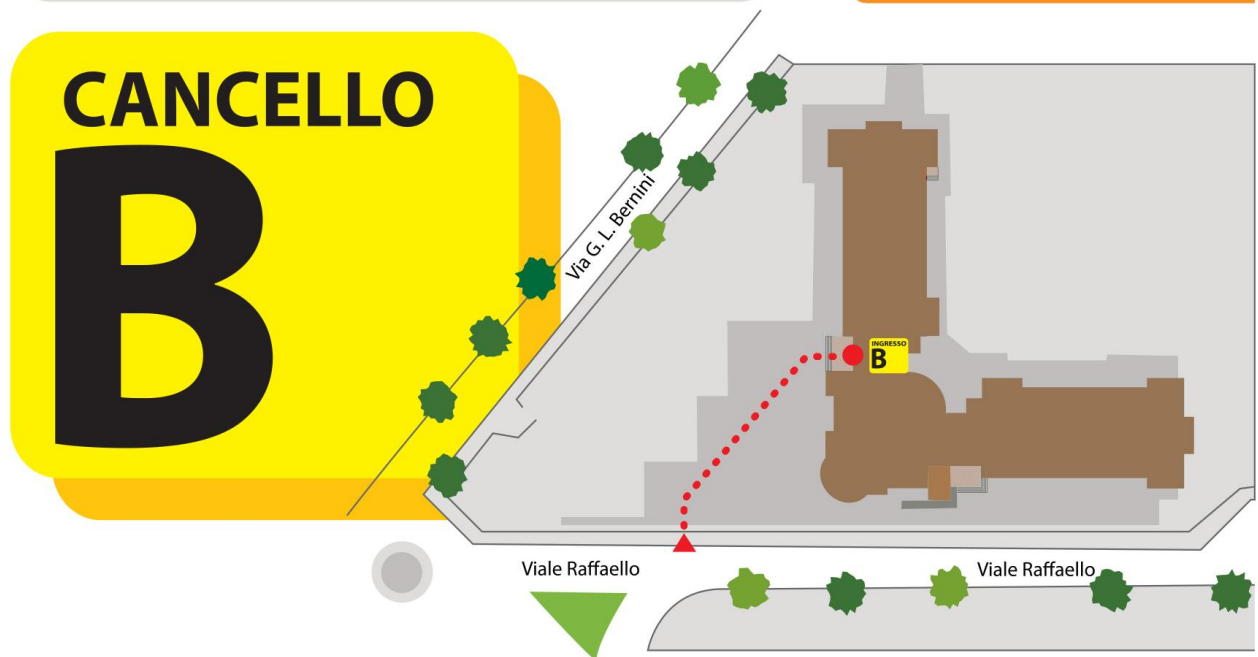 CANCELLO
B
Via G. L. Bernini
INGRESSO
B
Viale Raffaello
Viale Raffaello